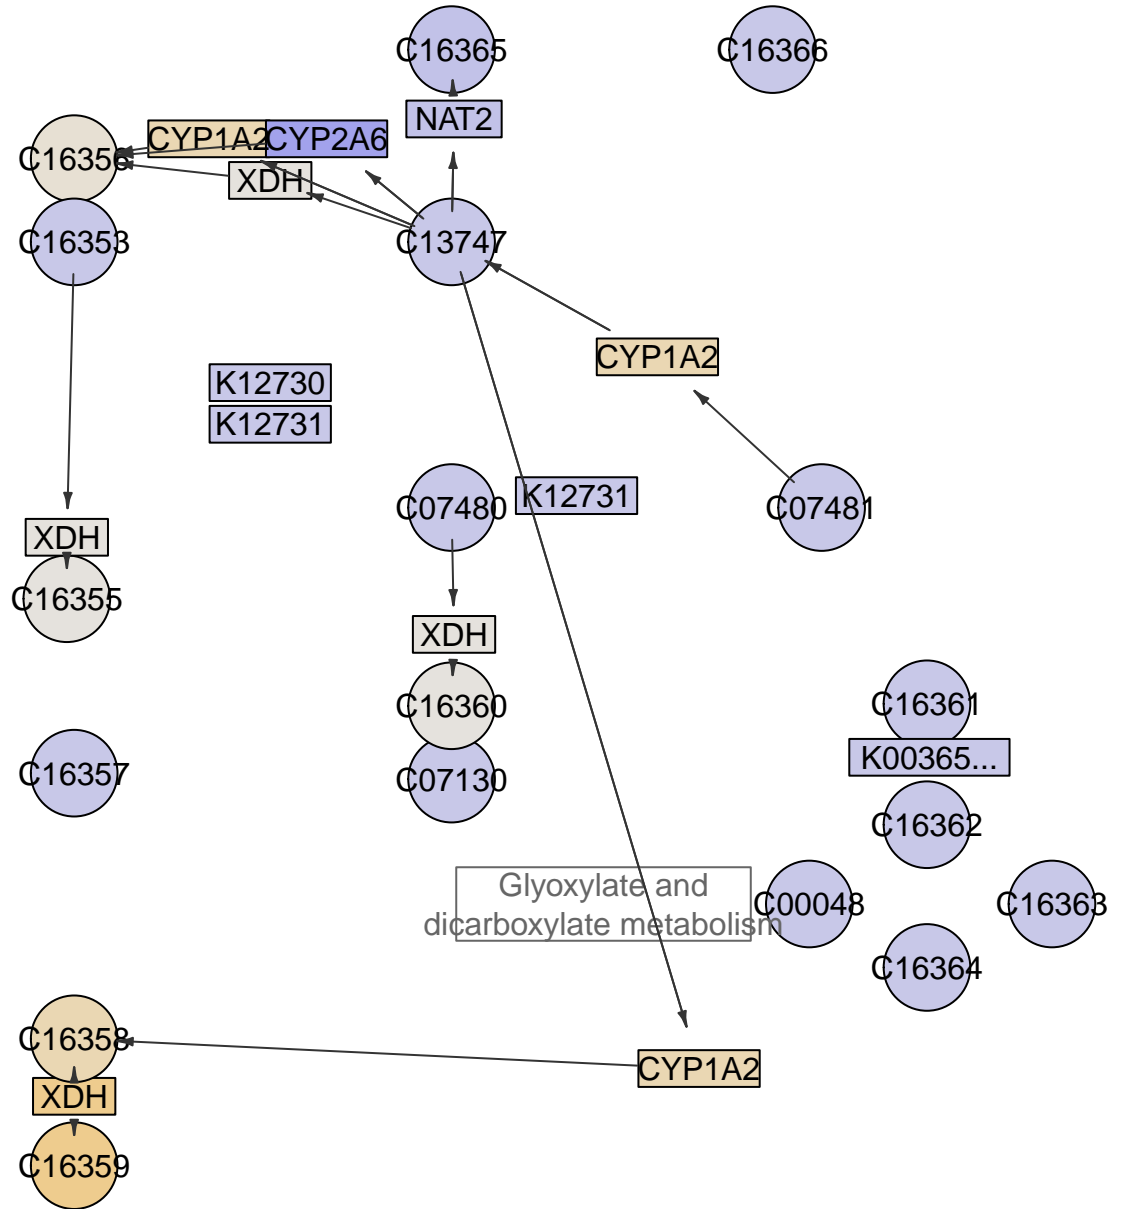 C16365
C16366
NAT2
CYP1A2
CYP2A6
C16356
XDH
C16353
C13747
CYP1A2
K12730
K12731
K12731
C07480
C07481
XDH
C16355
XDH
C16360
C16361
K00365...
C16357
C07130
C16362
Glyoxylate and
dicarboxylate metabolism
C00048
C16363
C16364
C16358
CYP1A2
XDH
C16359